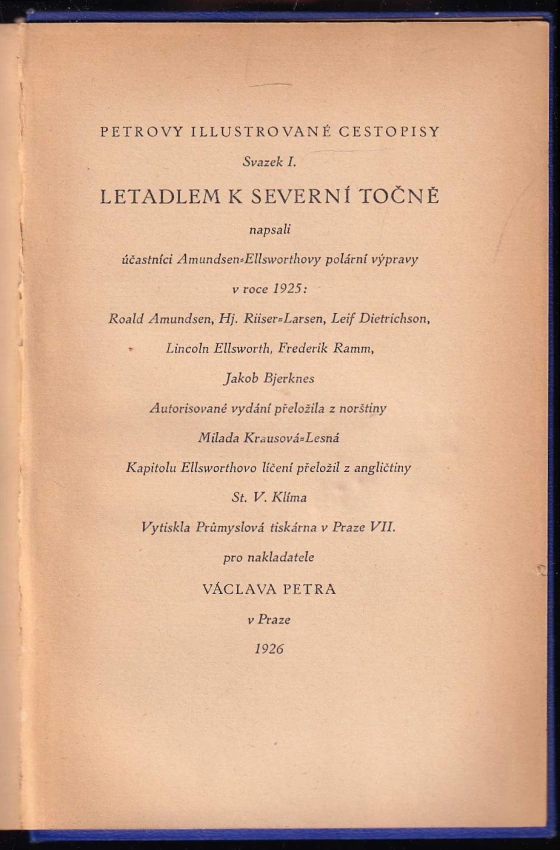 PETROVY ILLUSTROVANÉ CESTOPISY
Svazek I.
LETADLEM K SEVERNÍ TOČNĚ
napsali
účastníci Amundsen=Ellsworthovy polární výpravy
v roce 1925:
Roald Amundsen, Hj. Riiser=Larsen, Leif Dietrichson,
Lincoln Ellsworth, Frederik Ramm,
Jakob Bjerknes
Autorisované vydání přeložila z norštiny
Milada Krausová=Lesná
Kapitolu Ellsworthovo líčení přeložil z angličtiny
St. V. Klíma
Vytiskla Průmyslová tiskárna v Praze VII.
pro nakladatele
VÁCLAVA PETRA
v Praze
1926